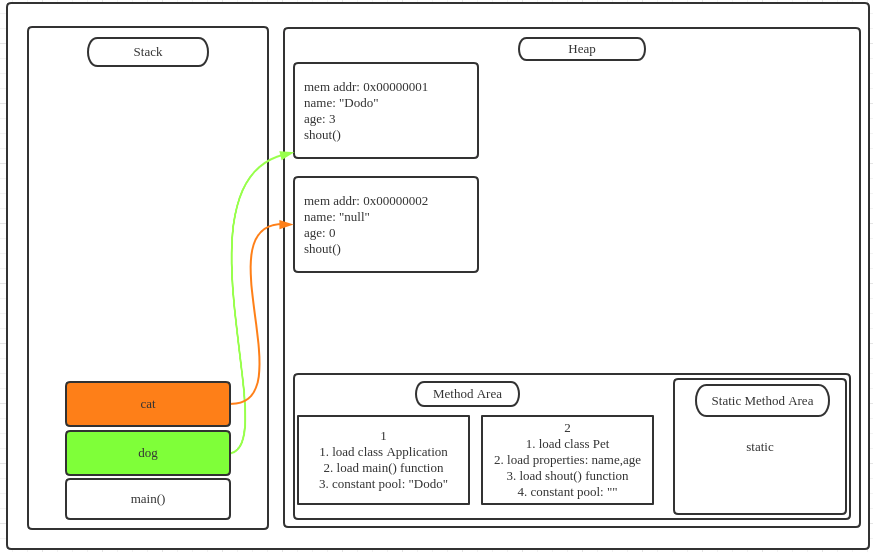 Stack
Heap
mem addr: 0x00000001
name: "Dodo"
age: 3
shout()
mem addr: 0x00000002
name: "null"
age: 0
shout()
cat
dog
main()
Method Area
1
1. load class Application
2. load main() function
3. constant pool: "Dodo"
2
1. load class Pet
2. load properties: name,age
3. load shout() function
4. constant pool: ""
Static Method Area
static